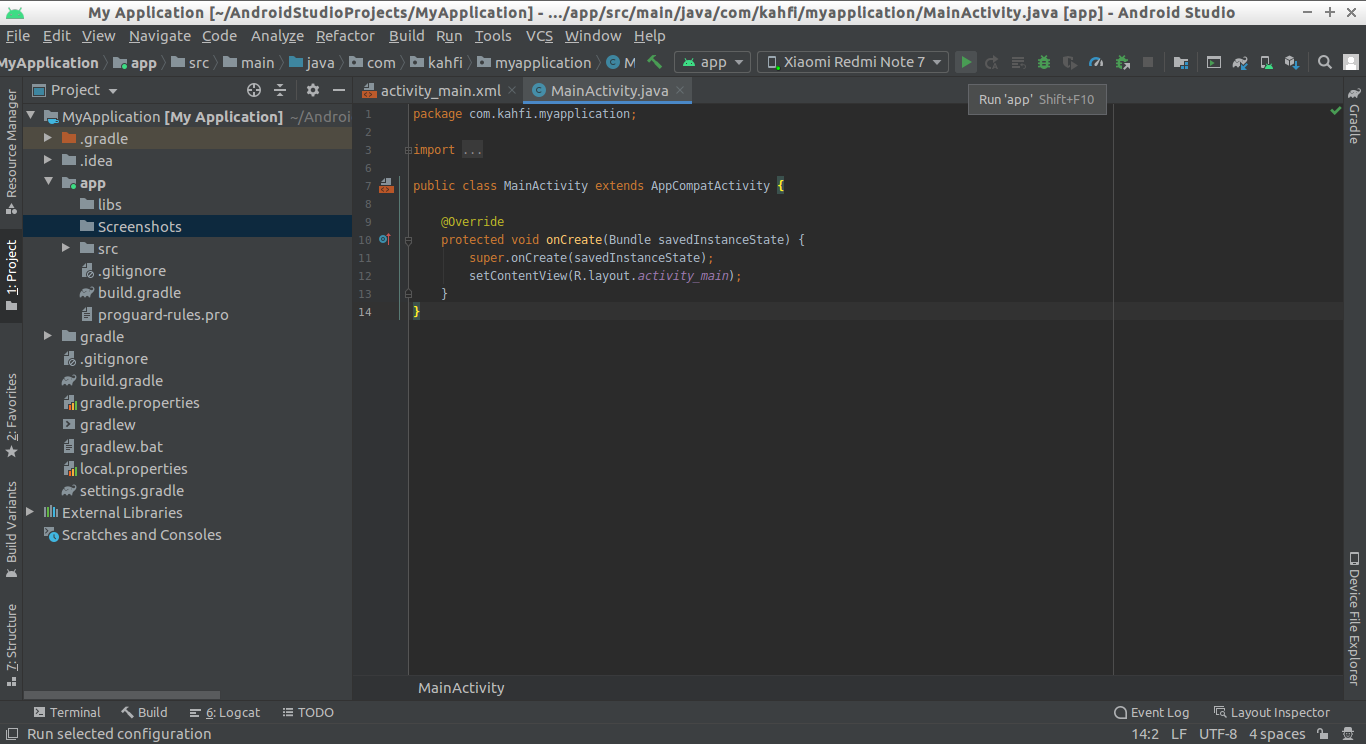 My Application [~/AndroidStudioProjects/MyApplication] - .../app/src/main/java/com/kahfi/myapplication/MainActivity.java [app] - Android Studio
File Edit View Navigate Code Analyze Refactor Build Run Tools VCS Window Help
MyApplication app src main java com kahfi myapplication M app Xiaomi Redmi Note 7
Project
activity_main.xml MainActivity.java
Run 'app' Shift+F10
MyApplication [My Application] ~/Androi
.gradle
.idea
app
libs
Screenshots
src
.gitignore
build.gradle
proguard-rules.pro
gradle
.gitignore
build.gradle
gradle.properties
gradlew
gradlew.bat
local.properties
settings.gradle
External Libraries
Scratches and Consoles
1 package com.kahfi.myapplication;
2
3 import ...
6
7 public class MainActivity extends AppCompatActivity {
8
9 @Override
10 protected void onCreate(Bundle savedInstanceState) {
11 super.onCreate(savedInstanceState);
12 setContentView(R.layout.activity_main);
13 }
14 }
MainActivity
Resource Manager
1: Project
2: Favorites
Build Variants
7: Structure
Gradle
Device File Explorer
Terminal Build 6: Logcat TODO Event Log Layout Inspector
Run selected configuration 14:2 LF UTF-8 4 spaces